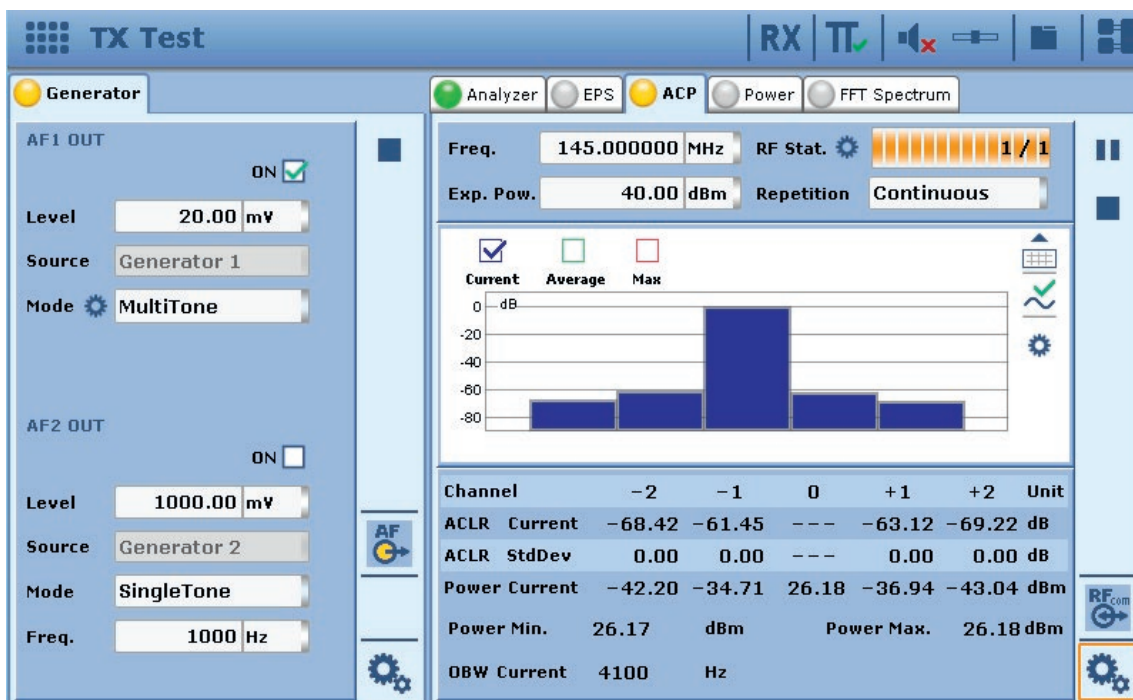 TX Test
RX
Generator
AF1 OUT
ON
Level 20.00 mV
Source Generator 1
Mode MultiTone
AF2 OUT
ON
Level 1000.00 mV
Source Generator 2
Mode SingleTone
Freq. 1000 Hz
AF
Analyzer EPS ACP Power FFT Spectrum
Freq. 145.000000 MHz RF Stat. 1 / 1
Exp. Pow. 40.00 dBm Repetition Continuous
Current Average Max
dB
0
-20
-40
-60
-80
Channel -2 -1 0 +1 +2 Unit
ACLR Current -68.42 -61.45 --- -63.12 -69.22 dB
ACLR StdDev 0.00 0.00 --- 0.00 0.00 dB
Power Current -42.20 -34.71 26.18 -36.94 -43.04 dBm
Power Min. 26.17 dBm Power Max. 26.18 dBm
OBW Current 4100 Hz
RFcom